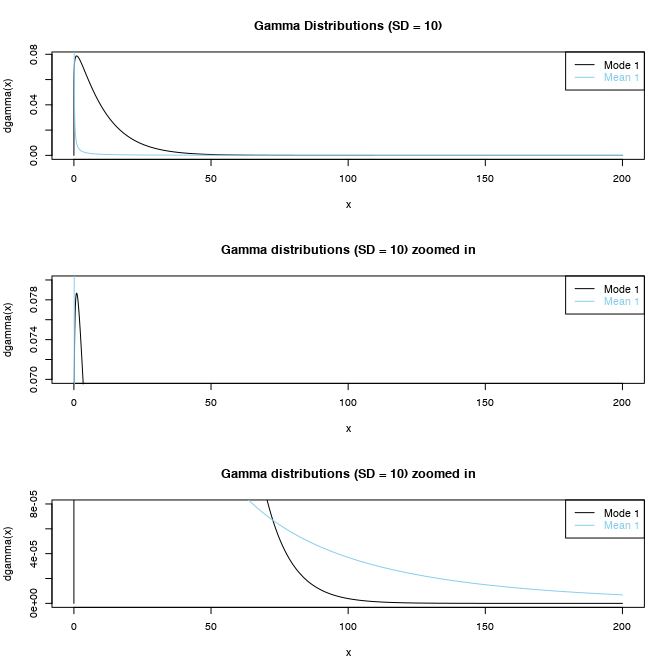 Gamma Distributions (SD = 10)
dgamma(x)
0.00 0.04 0.08
Mode 1
Mean 1
0 50 100 150 200
x
Gamma distributions (SD = 10) zoomed in
dgamma(x)
0.070 0.074 0.078
Mode 1
Mean 1
0 50 100 150 200
x
Gamma distributions (SD = 10) zoomed in
dgamma(x)
0e+00 4e-05 8e-05
Mode 1
Mean 1
0 50 100 150 200
x